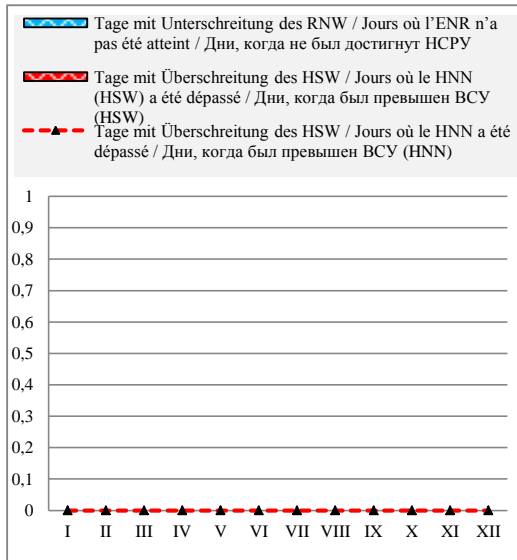 Tage mit Unterschreitung des RNW / Jours où l'ENR n'a
pas été atteint / Дни, когда не был достигнут НСРУ
Tage mit Überschreitung des HSW / Jours où le HNN
(HSW) a été dépassé / Дни, когда был превышен ВСУ
(HSW)
Tage mit Überschreitung des HSW / Jours où le HNN a été
dépassé / Дни, когда был превышен ВСУ (HNN)
1
0,9
0,8
0,7
0,6
0,5
0,4
0,3
0,2
0,1
0
I II III IV V VI VII VIII IX X XI XII